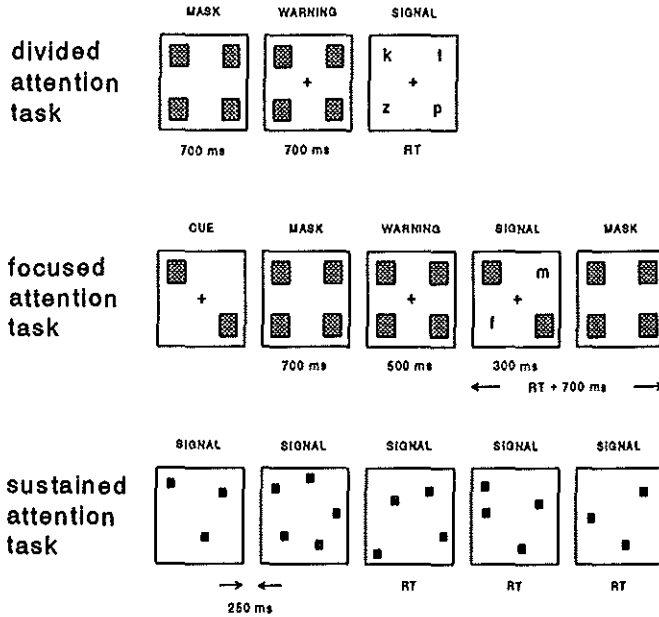 MASK WARNING SIGNAL
divided
attention
task
k t
+ +
z p
700 ms 700 ms RT
CUE MASK WARNING SIGNAL MASK
focused
attention
task
m
+ + +
f
700 ms 500 ms 300 ms
← RT + 700 ms →
SIGNAL SIGNAL SIGNAL SIGNAL SIGNAL
sustained
attention
task
→ ←
250 ms RT RT RT